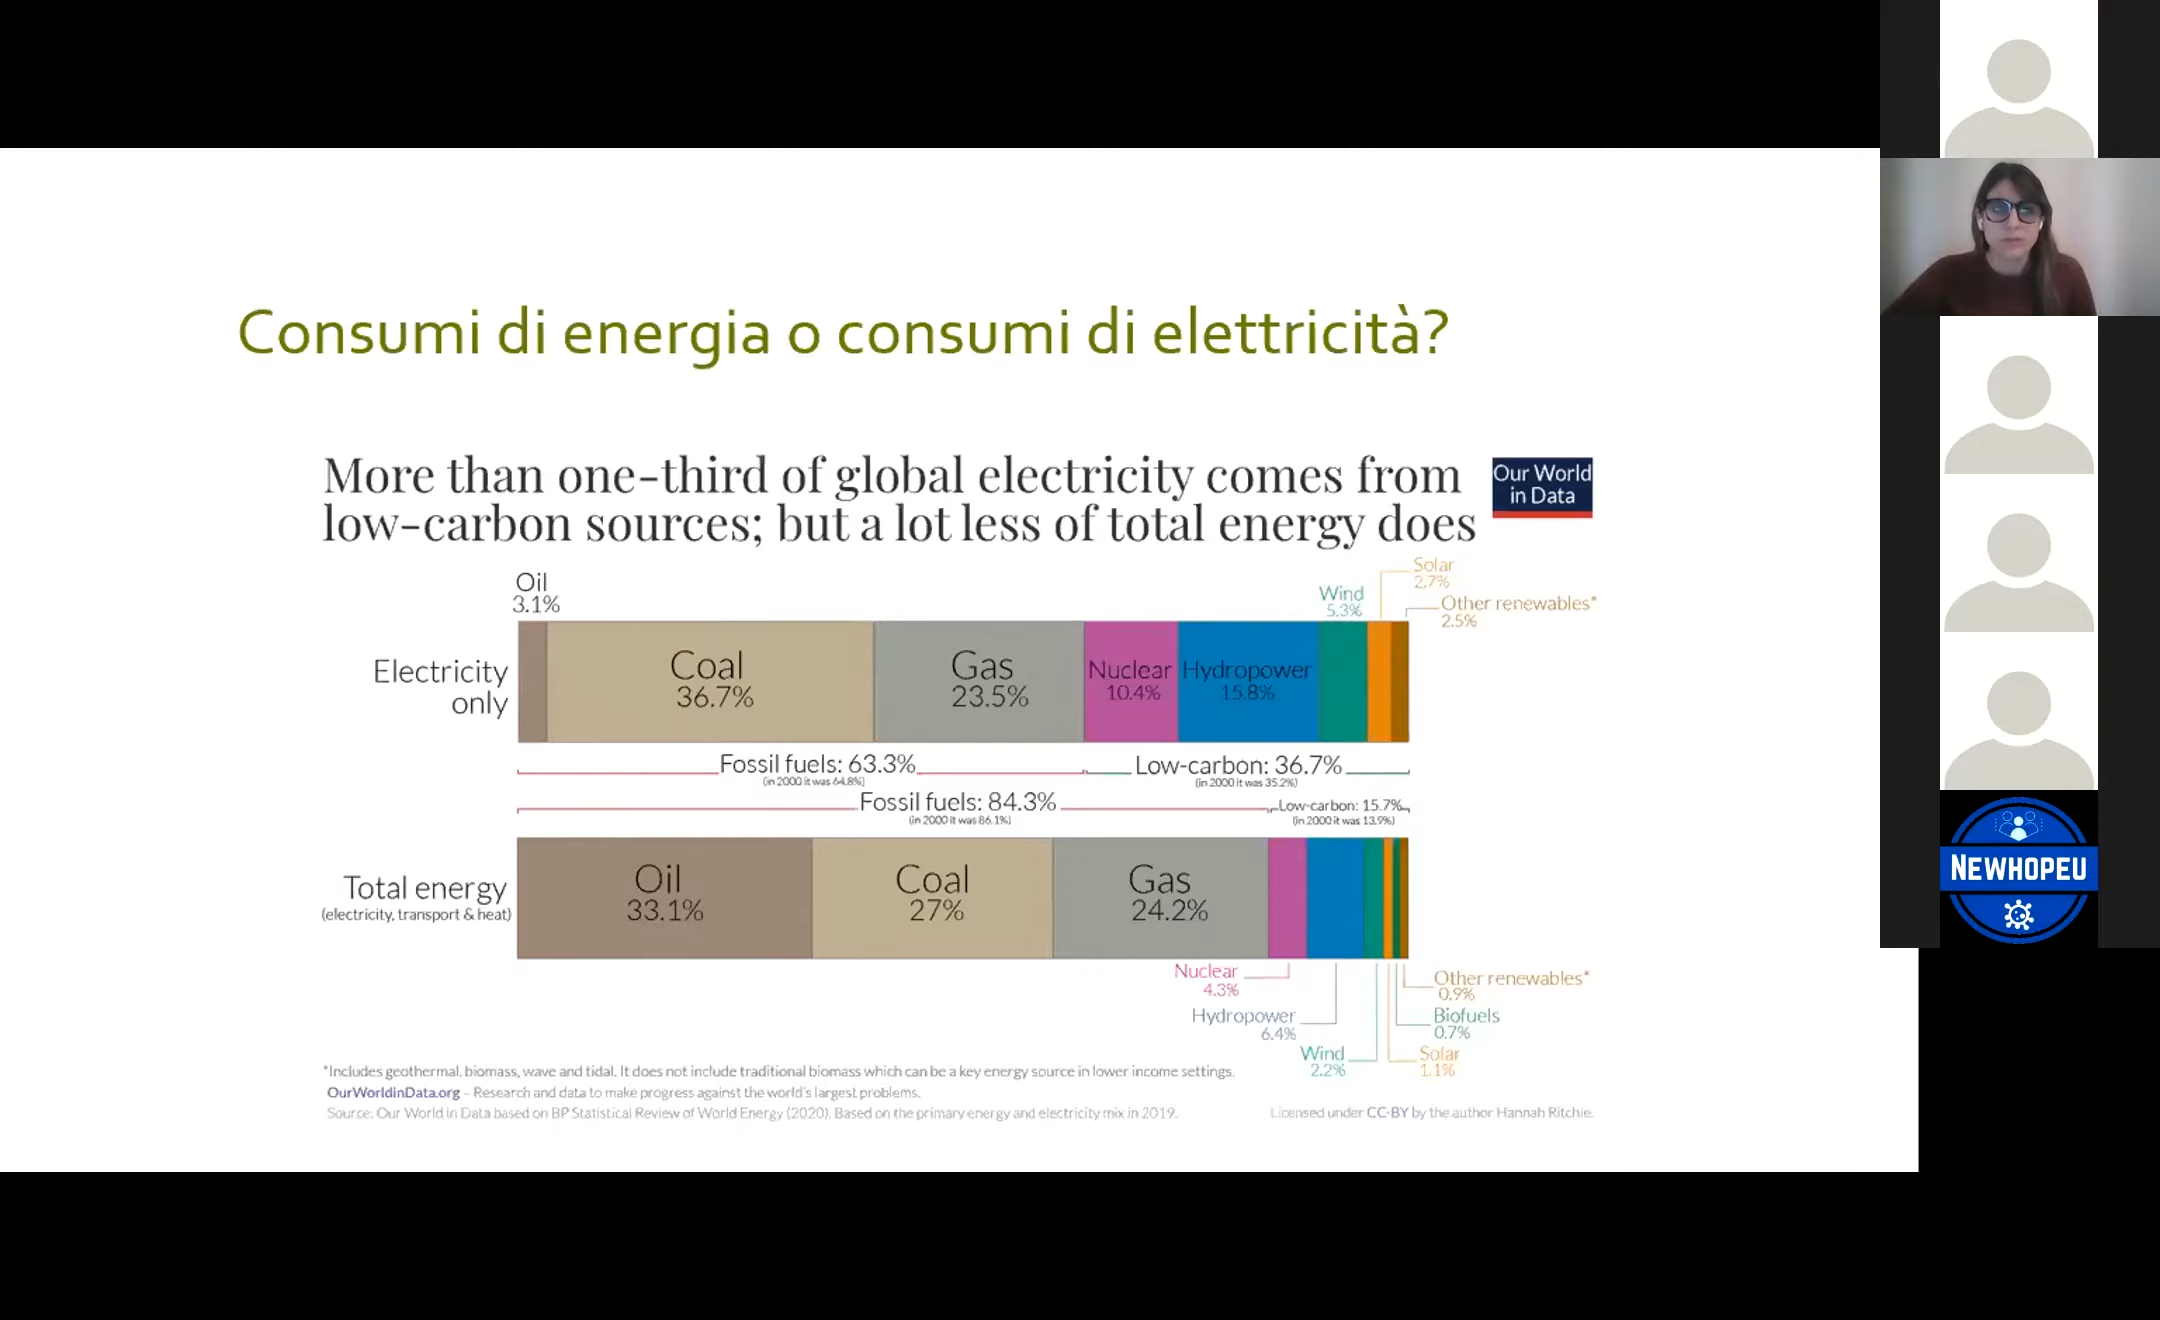 Consumi di energia o consumi di elettricità?
More than one-third of global electricity comes from
low-carbon sources; but a lot less of total energy does
Our World
in Data
Oil
3.1%
Wind
5.3%
Solar
2.7%
Other renewables*
2.5%
Electricity
only
Coal
36.7%
Gas
23.5%
Nuclear
10.4%
Hydropower
15.8%
Fossil fuels: 63.3%
(in 2000 it was 64.8%)
Low-carbon: 36.7%
(in 2000 it was 35.2%)
Fossil fuels: 84.3%
(in 2000 it was 86.1%)
Low-carbon: 15.7%
(in 2000 it was 13.9%)
Total energy
(electricity, transport & heat)
Oil
33.1%
Coal
27%
Gas
24.2%
Nuclear
4.3%
Hydropower
6.4%
Wind
2.2%
Other renewables*
0.9%
Biofuels
0.7%
Solar
1.1%
*Includes geothermal, biomass, wave and tidal. It does not include traditional biomass which can be a key energy source in lower income settings.
OurWorldinData.org – Research and data to make progress against the world's largest problems.
Source: Our World in Data based on BP Statistical Review of World Energy (2020). Based on the primary energy and electricity mix in 2019.
Licensed under CC-BY by the author Hannah Ritchie.
NEWHOPEU